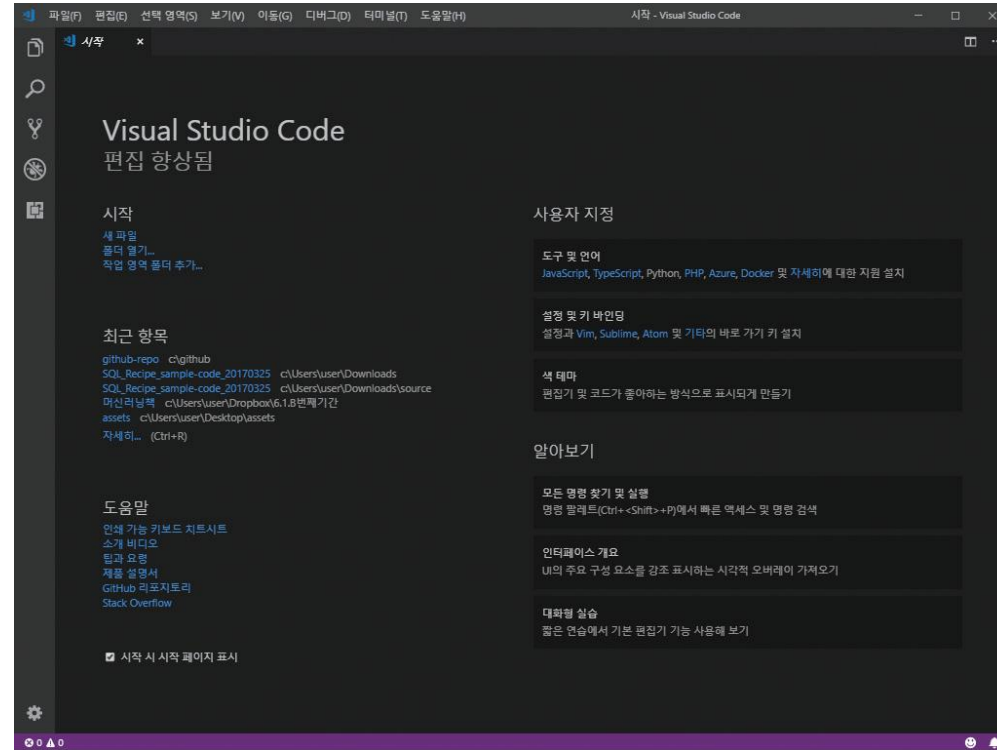 파일(F) 편집(E) 선택 영역(S) 보기(V) 이동(G) 디버그(D) 터미널(T) 도움말(H) 시작 - Visual Studio Code
시작
Visual Studio Code
편집 향상됨
시작
새 파일
폴더 열기...
작업 영역 폴더 추가...
최근 항목
github-repo c\github
SQL_Recipe_sample-code_20170325 c\Users\user\Downloads
SQL_Recipe_sample-code_20170325 c\Users\user\Downloads\source
머신러닝책 c\Users\user\Dropbox\6.1.B번째기간
assets c\Users\user\Desktop\assets
자세히... (Ctrl+R)
도움말
인쇄 가능 키보드 치트시트
소개 비디오
팁과 요령
제품 설명서
GitHub 리포지토리
Stack Overflow
시작 시 시작 페이지 표시
사용자 지정
도구 및 언어
JavaScript, TypeScript, Python, PHP, Azure, Docker 및 자세히에 대한 지원 설치
설정 및 키 바인딩
설정과 Vim, Sublime, Atom 및 기타의 바로 가기 키 설치
색 테마
편집기 및 코드가 좋아하는 방식으로 표시되게 만들기
알아보기
모든 명령 찾기 및 실행
명령 팔레트(Ctrl+<Shift>+P)에서 빠른 액세스 및 명령 검색
인터페이스 개요
UI의 주요 구성 요소를 강조 표시하는 시각적 오버레이 가져오기
대화형 실습
짧은 연습에서 기본 편집기 기능 사용해 보기
0 0